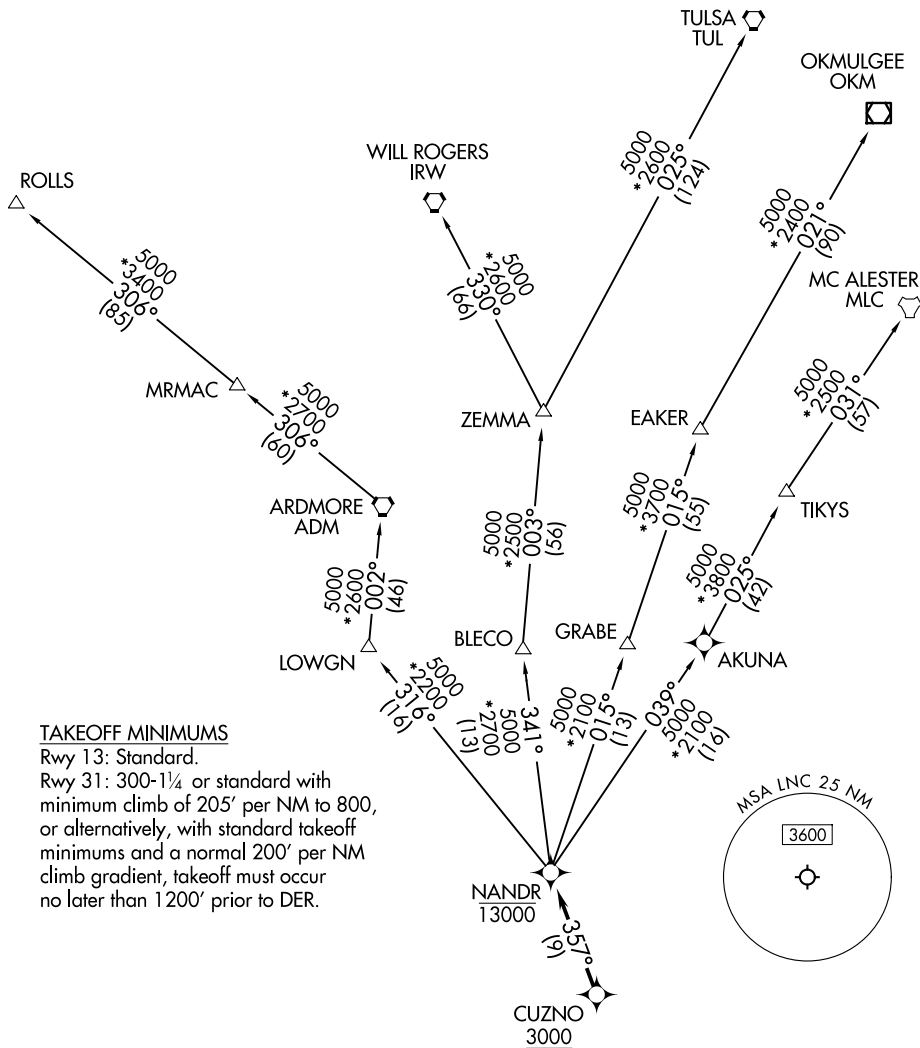 TULSA
TUL
OKMULGEE
OKM
WILL ROGERS
IRW
ROLLS
5000
*2600
025°
(124)
5000
*2400
021°
(90)
MC ALESTER
MLC
5000
*3400
306°
(85)
5000
*2600
330°
(66)
MRMAC
ZEMMA
EAKER
5000
*2500
031°
(57)
5000
*2700
306°
(60)
ARDMORE
ADM
TIKYS
5000
*2500
003°
(56)
5000
*3700
015°
(55)
5000
*3800
025°
(42)
5000
*2600
002°
(46)
LOWGN
BLECO
GRABE
AKUNA
5000
*2200
316°
(16)
341°
5000
*2700
(13)
5000
*2100
015°
(13)
039°
5000
*2100
(16)
TAKEOFF MINIMUMS
Rwy 13: Standard.
Rwy 31: 300-1¼ or standard with
minimum climb of 205' per NM to 800,
or alternatively, with standard takeoff
minimums and a normal 200' per NM
climb gradient, takeoff must occur
no later than 1200' prior to DER.
MSA LNC 25 NM
3600
NANDR
13000
357°
(9)
CUZNO
3000